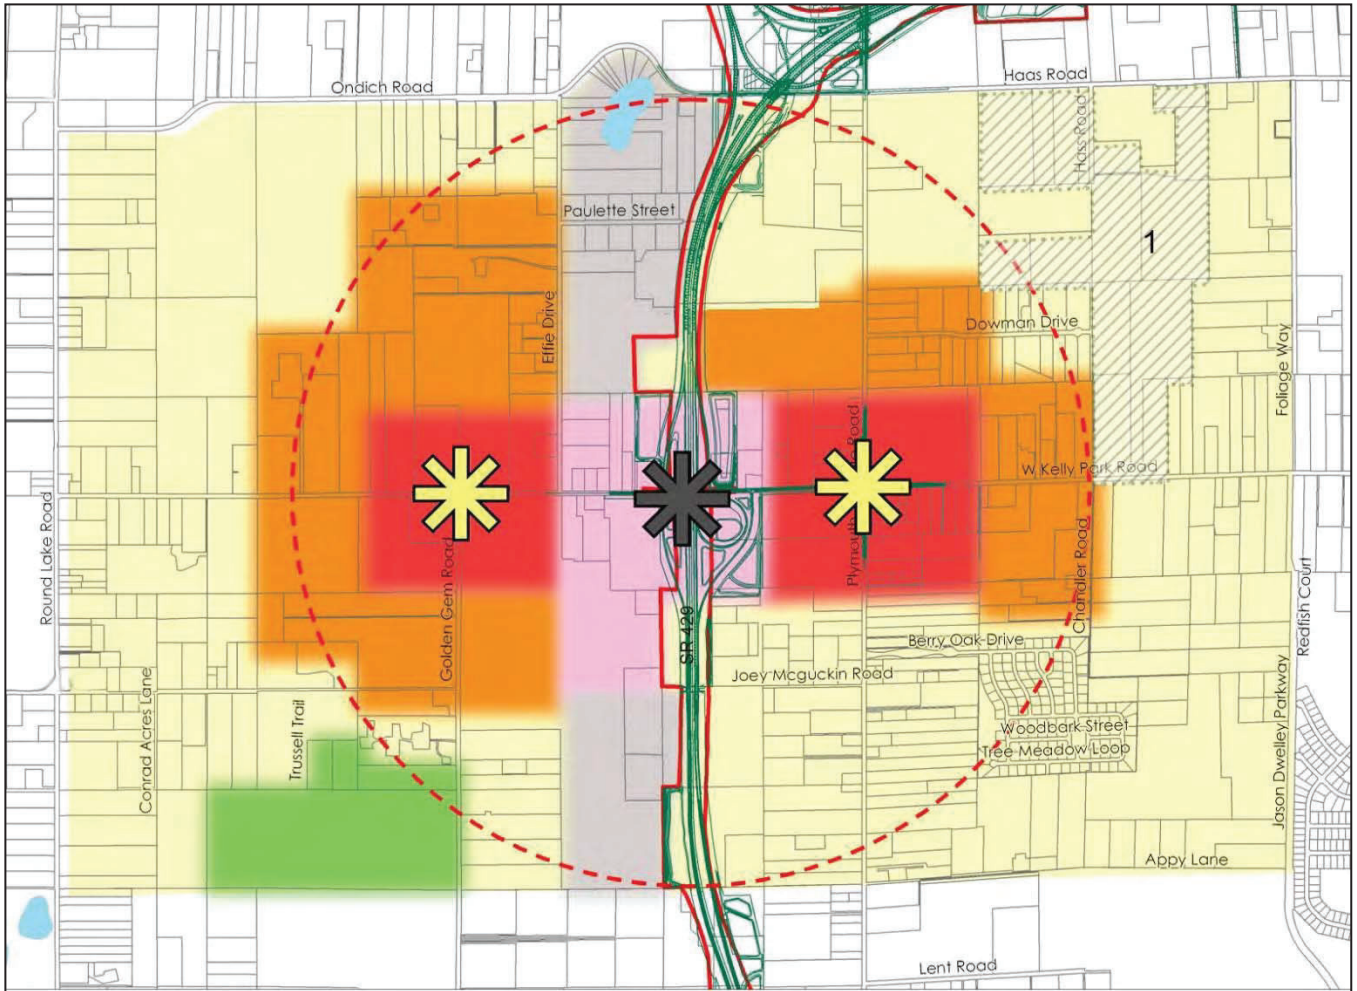 Ondich Road
Haas Road
Hass Road
Paulette Street
1
Effie Drive
Dowman Drive
Foliage Way
W Kelly Park Road
Round Lake Road
Golden Gem Road
SR 429
Chandler Road
Redfish Court
Berry Oak Drive
Joey Mcguckin Road
Conrad Acres Lane
Trussell Trail
Woodbark Street
Tree Meadow Loop
Jason Dwelley Parkway
Appy Lane
Lent Road